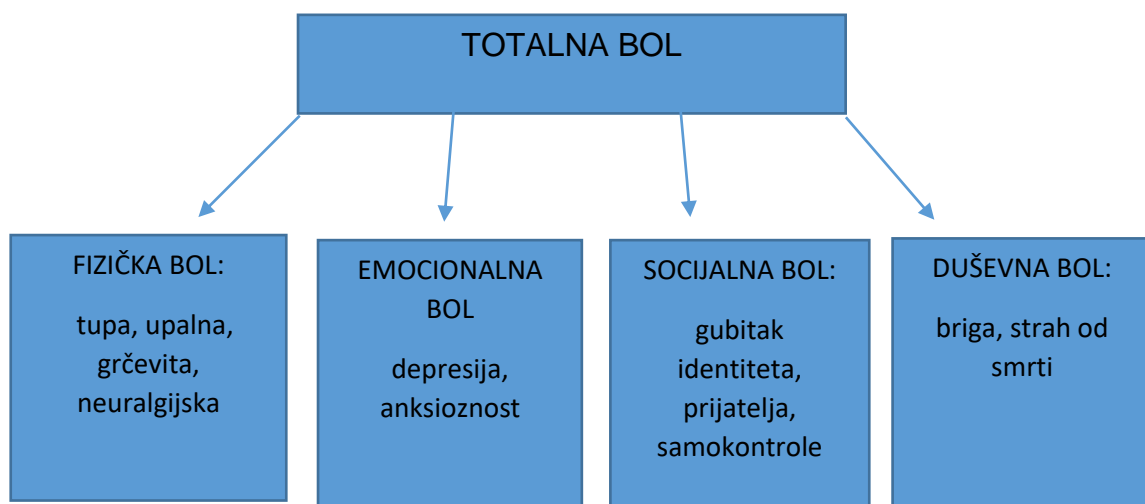 TOTALNA BOL
FIZIČKA BOL:
tupa, upalna,
grčevita,
neuralgijska
EMOCIONALNA
BOL
depresija,
anksioznost
SOCIJALNA BOL:
gubitak
identiteta,
prijatelja,
samokontrole
DUŠEVNA BOL:
briga, strah od
smrti